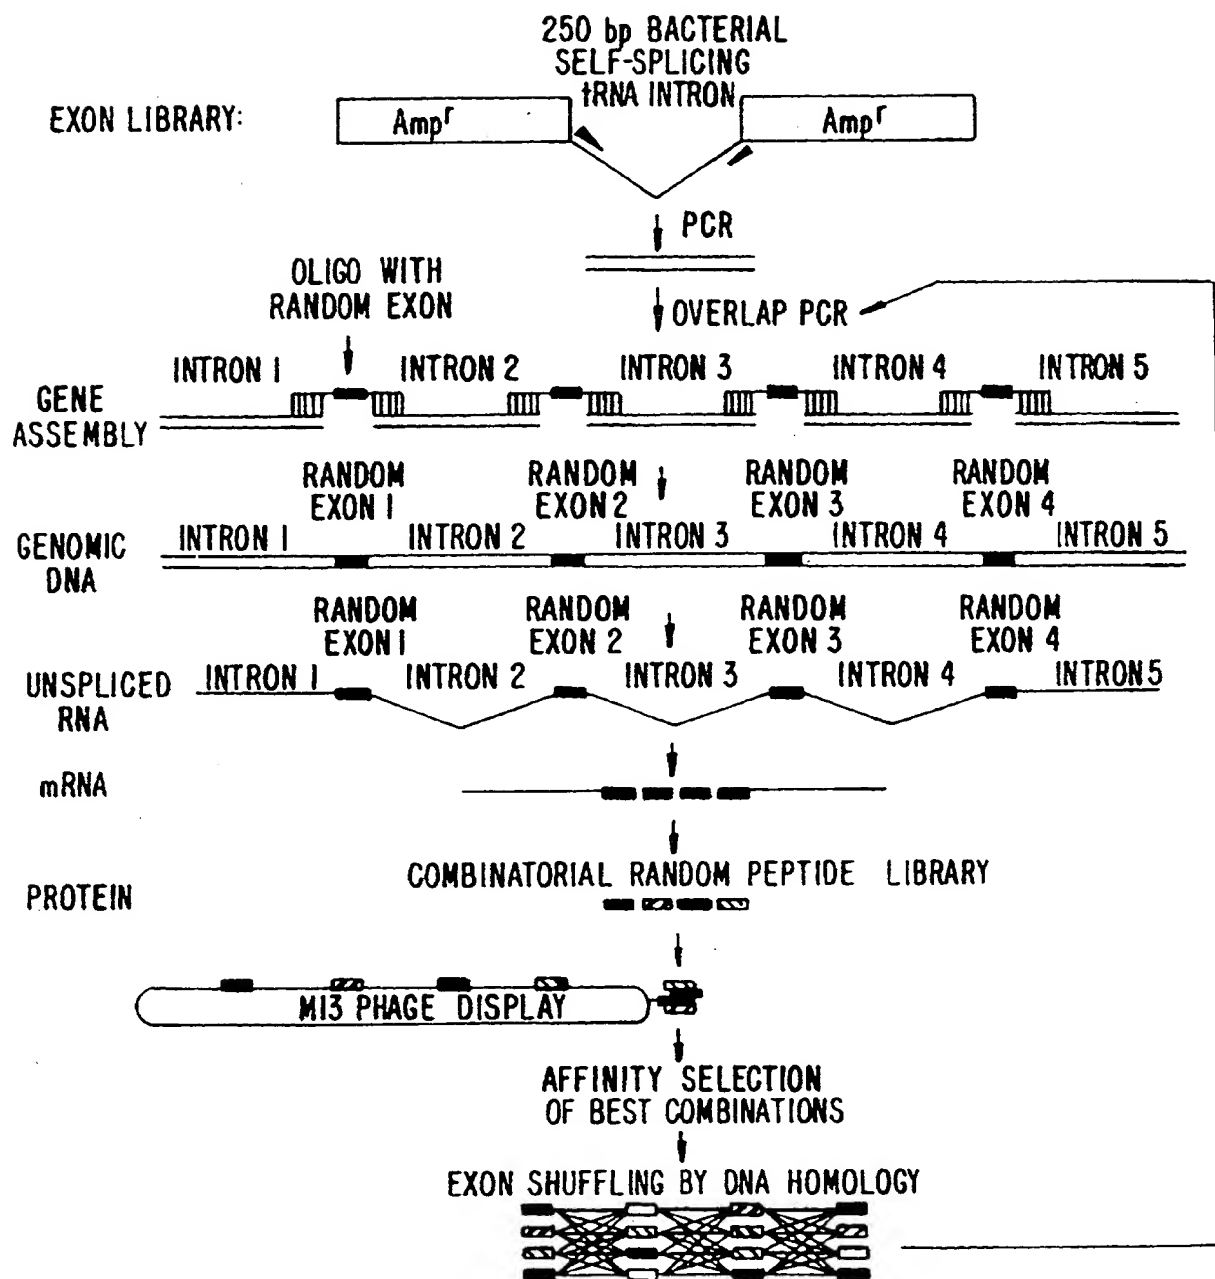 250 bp BACTERIAL
SELF-SPLICING
tRNA INTRON
EXON LIBRARY:
Ampʳ
Ampʳ
PCR
OLIGO WITH
RANDOM EXON
OVERLAP PCR
INTRON 1
INTRON 2
INTRON 3
INTRON 4
INTRON 5
GENE
ASSEMBLY
RANDOM
EXON 1
RANDOM
EXON 2
RANDOM
EXON 3
RANDOM
EXON 4
INTRON 1
INTRON 2
INTRON 3
INTRON 4
INTRON 5
GENOMIC
DNA
RANDOM
EXON 1
RANDOM
EXON 2
RANDOM
EXON 3
RANDOM
EXON 4
INTRON 1
INTRON 2
INTRON 3
INTRON 4
INTRON 5
UNSPLICED
RNA
mRNA
COMBINATORIAL RANDOM PEPTIDE LIBRARY
PROTEIN
M13 PHAGE DISPLAY
AFFINITY SELECTION
OF BEST COMBINATIONS
EXON SHUFFLING BY DNA HOMOLOGY